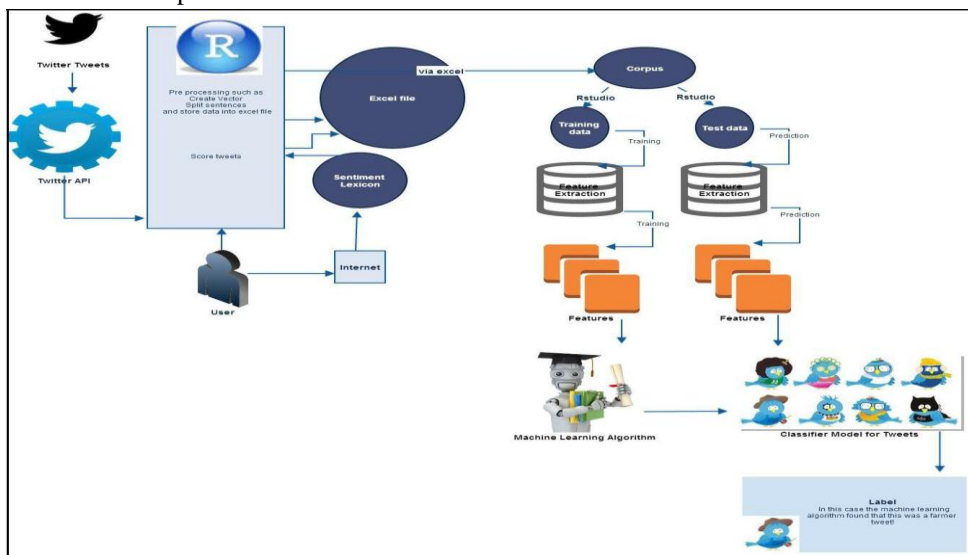 R
Twitter Tweets
Pre processing such as
Create Vector
Split sentences
and store data into excel file
Score tweets
Twitter API
Excel file
via excel
Sentiment
Lexicon
Internet
User
Corpus
Rstudio
Rstudio
Training
data
Test data
Training
Prediction
Feature
Extraction
Feature
Extraction
Training
Prediction
Features
Features
Machine Learning Algorithm
Classifier Model for Tweets
Label
In this case the machine learning
algorithm found that this was a farmer
tweet!